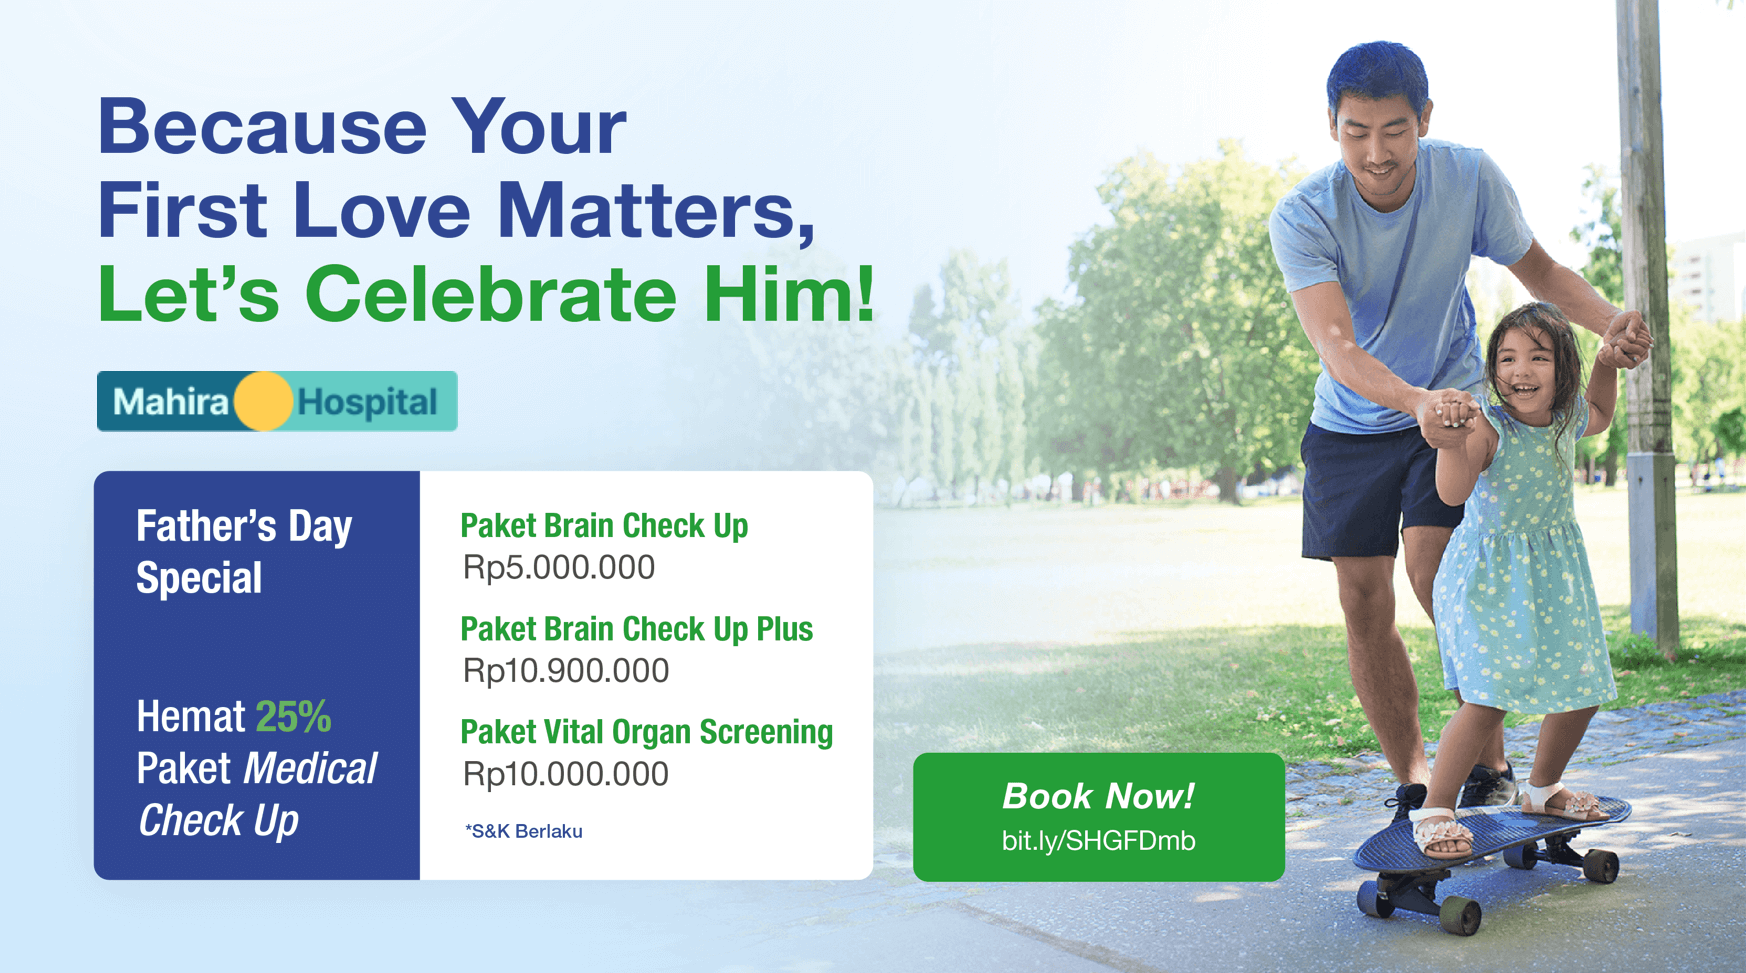 Because Your
First Love Matters,
Let's Celebrate Him!
Mahira Hospital
Father's Day
Special
Hemat 25%
Paket Medical
Check Up
Paket Brain Check Up
Rp5.000.000
Paket Brain Check Up Plus
Rp10.900.000
Paket Vital Organ Screening
Rp10.000.000
*S&K Berlaku
Book Now!
bit.ly/SHGFDmb